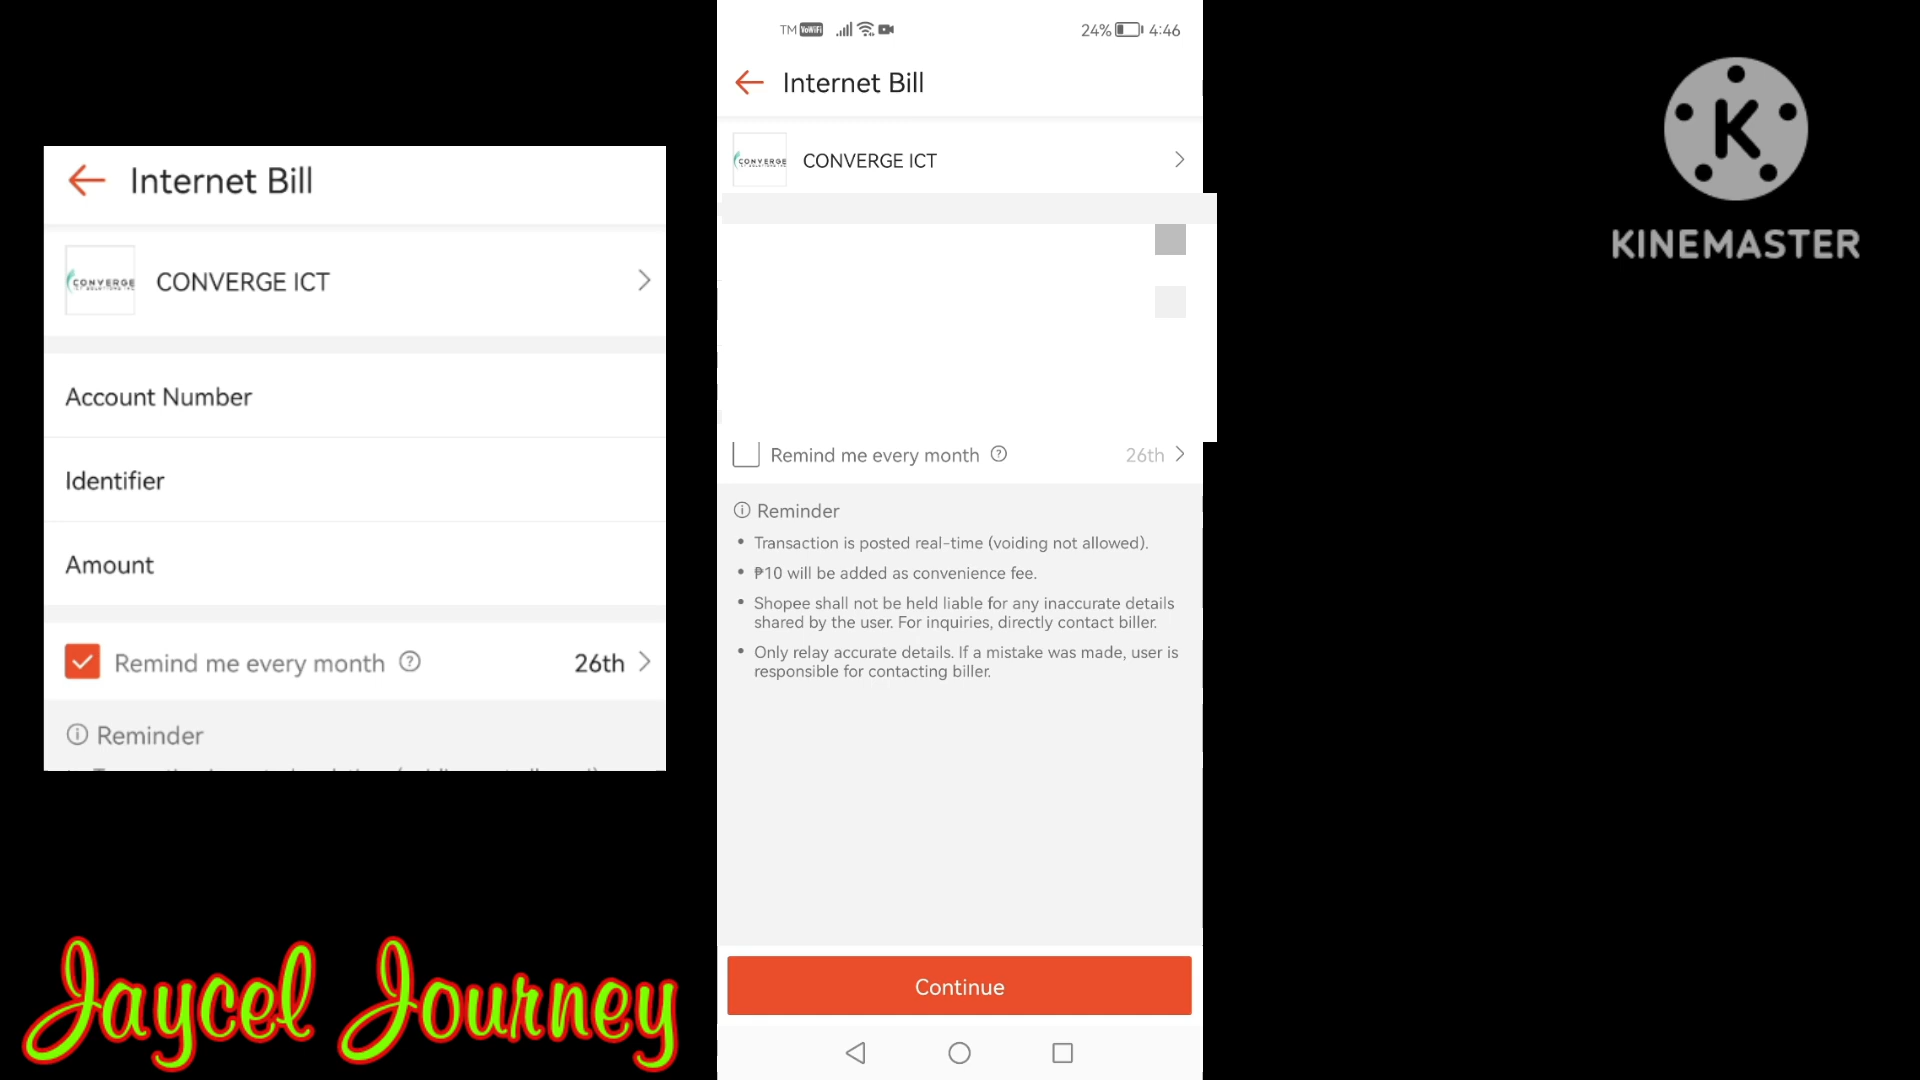 Internet Bill
CONVERGE
CONVERGE ICT
Account Number
Identifier
Amount
Remind me every month
26th
Reminder
Jaycel Journey
TM VoWiFi
24% 4:46
Internet Bill
CONVERGE
CONVERGE ICT
Remind me every month
26th
Reminder
• Transaction is posted real-time (voiding not allowed).
• ₱10 will be added as convenience fee.
• Shopee shall not be held liable for any inaccurate details
shared by the user. For inquiries, directly contact biller.
• Only relay accurate details. If a mistake was made, user is
responsible for contacting biller.
Continue
K
KINEMASTER